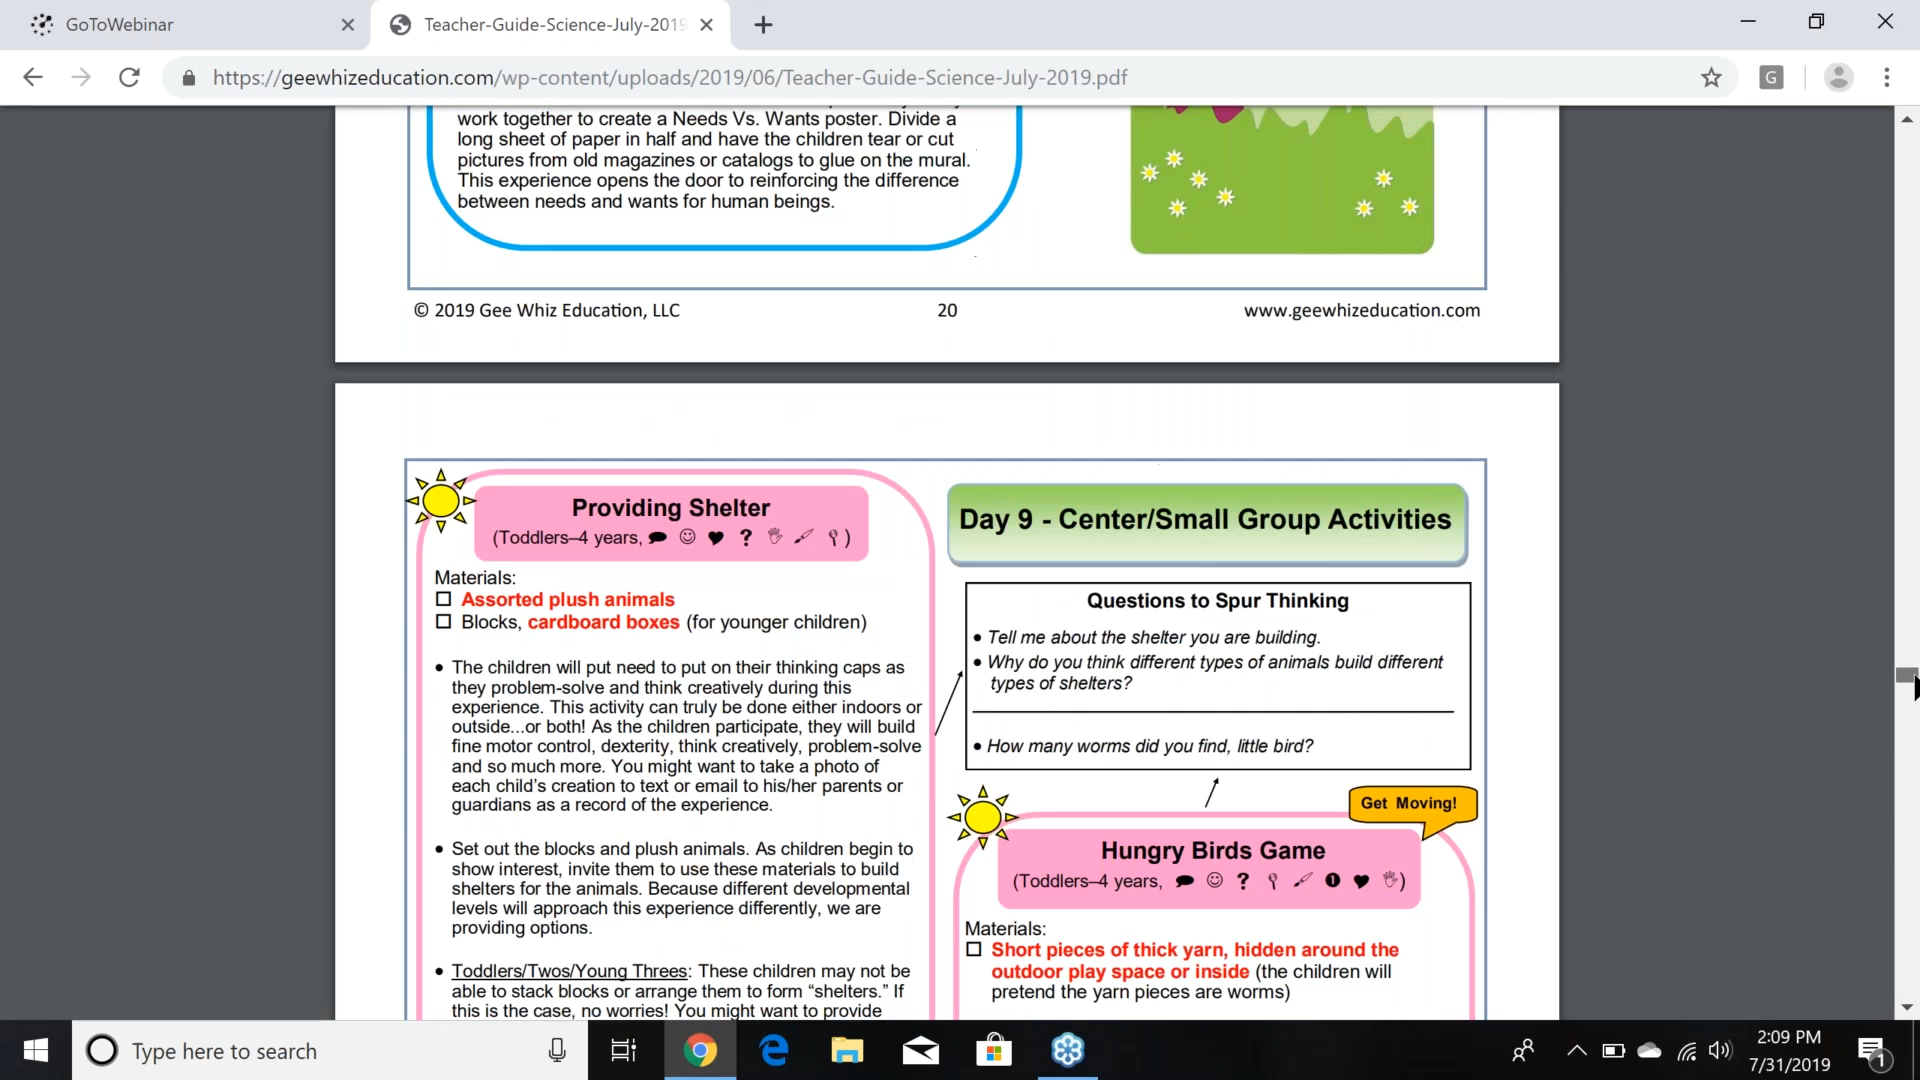 GoToWebinar
Teacher-Guide-Science-July-2019
https://geewhizeducation.com/wp-content/uploads/2019/06/Teacher-Guide-Science-July-2019.pdf
G
work together to create a Needs Vs. Wants poster. Divide a
long sheet of paper in half and have the children tear or cut
pictures from old magazines or catalogs to glue on the mural.
This experience opens the door to reinforcing the difference
between needs and wants for human beings.
© 2019 Gee Whiz Education, LLC
20
www.geewhizeducation.com
Providing Shelter
(Toddlers–4 years, ? )
Materials:
Assorted plush animals
Blocks, cardboard boxes (for younger children)
• The children will put need to put on their thinking caps as
they problem-solve and think creatively during this
experience. This activity can truly be done either indoors or
outside...or both! As the children participate, they will build
fine motor control, dexterity, think creatively, problem-solve
and so much more. You might want to take a photo of
each child's creation to text or email to his/her parents or
guardians as a record of the experience.
• Set out the blocks and plush animals. As children begin to
show interest, invite them to use these materials to build
shelters for the animals. Because different developmental
levels will approach this experience differently, we are
providing options.
• Toddlers/Twos/Young Threes: These children may not be
able to stack blocks or arrange them to form “shelters.” If
this is the case, no worries! You might want to provide
Day 9 - Center/Small Group Activities
Questions to Spur Thinking
• Tell me about the shelter you are building.
• Why do you think different types of animals build different
types of shelters?
• How many worms did you find, little bird?
Get Moving!
Hungry Birds Game
(Toddlers–4 years, ? 1 )
Materials:
Short pieces of thick yarn, hidden around the
outdoor play space or inside (the children will
pretend the yarn pieces are worms)
Type here to search
2:09 PM
7/31/2019
1